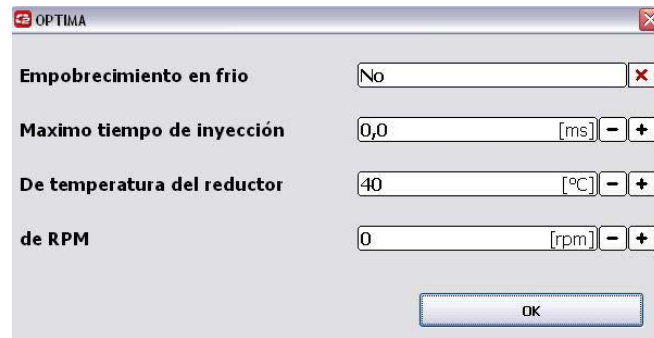 OPTIMA
Empobrecimiento en frio No
Maximo tiempo de inyección 0,0 [ms] - +
De temperatura del reductor 40 [ºC] - +
de RPM 0 [rpm] - +
OK